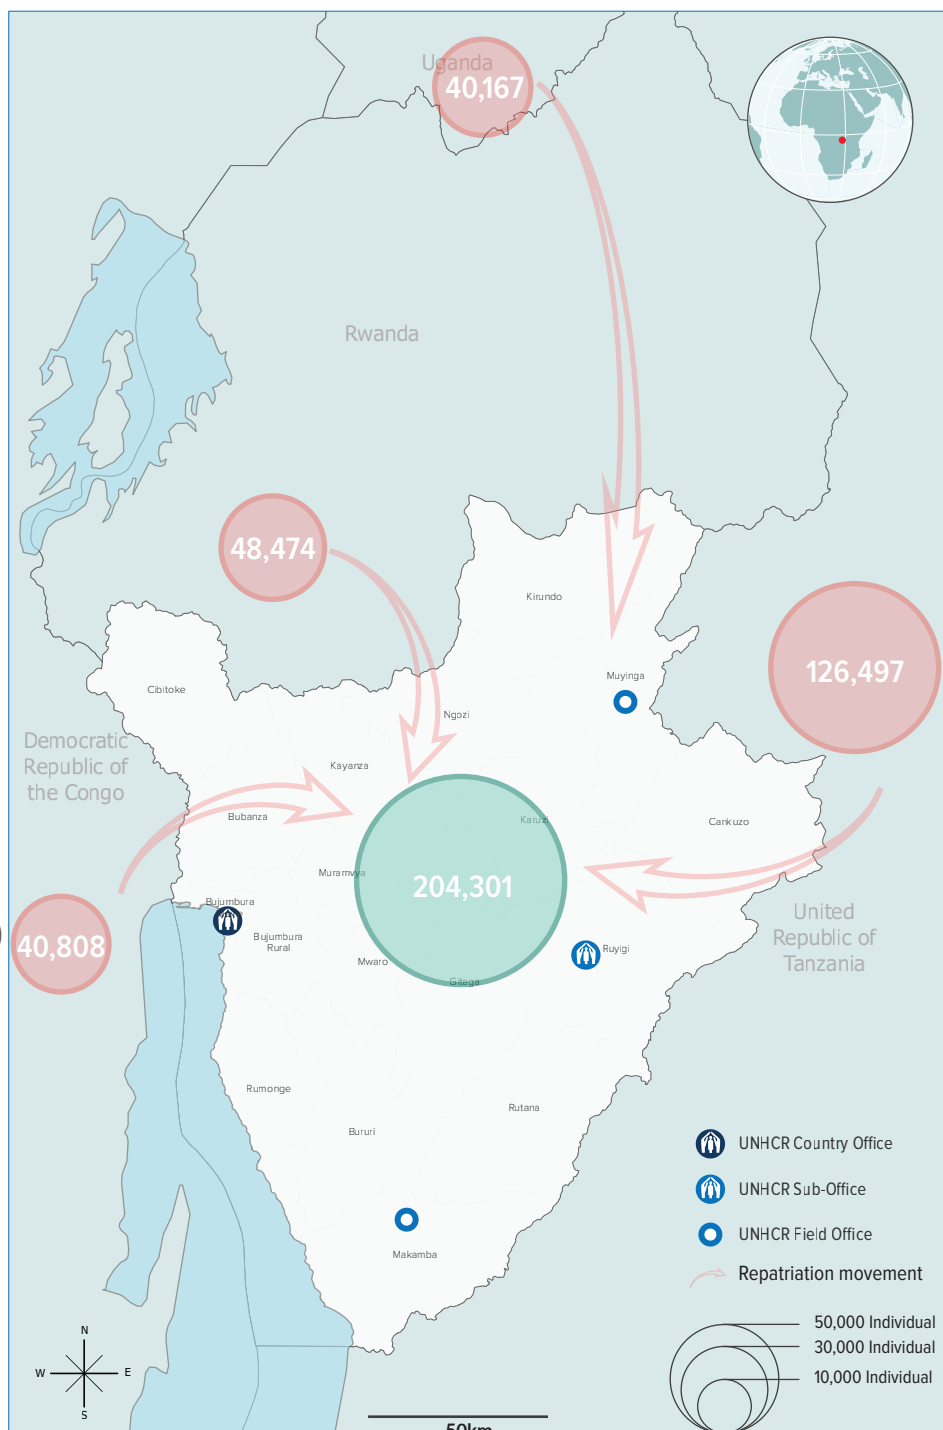 Uganda
40,167
Rwanda
48,474
Kirundo
126,497
Muyinga
Cibitoke
Ngozi
Democratic
Republic of
the Congo
Kayanza
Bubanza
Karuzi
Cankuzo
Muramvya
204,301
Bujumbura
40,808
Bujumbura
Rural
Mwaro
Gitega
Ruyigi
United
Republic of
Tanzania
Rumonge
Rutana
Bururi
Makamba
UNHCR Country Office
UNHCR Sub-Office
UNHCR Field Office
Repatriation movement
50,000 Individual
30,000 Individual
10,000 Individual
N
W
E
S
50km